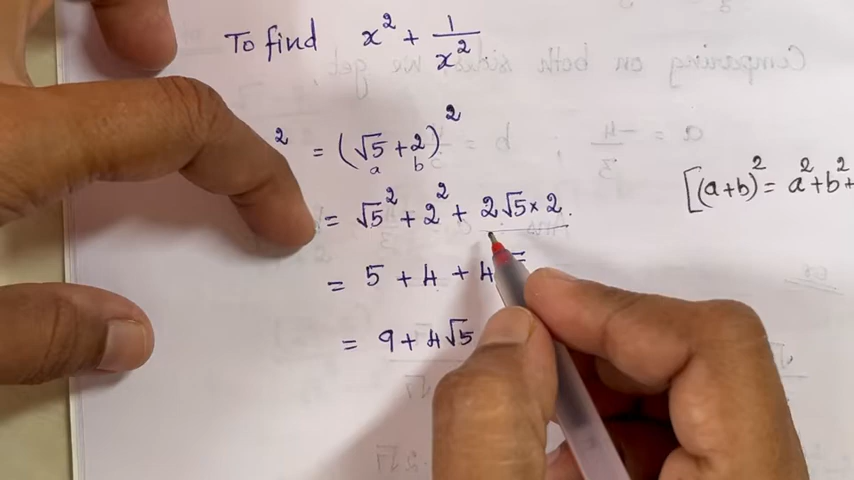 To find x² + 1/x²
² = (√5 + 2)²
a b
[(a+b)² = a²+b²+
= √5² + 2² + 2√5 × 2.
= 5 + 4 + 4
= 9 + 4√5